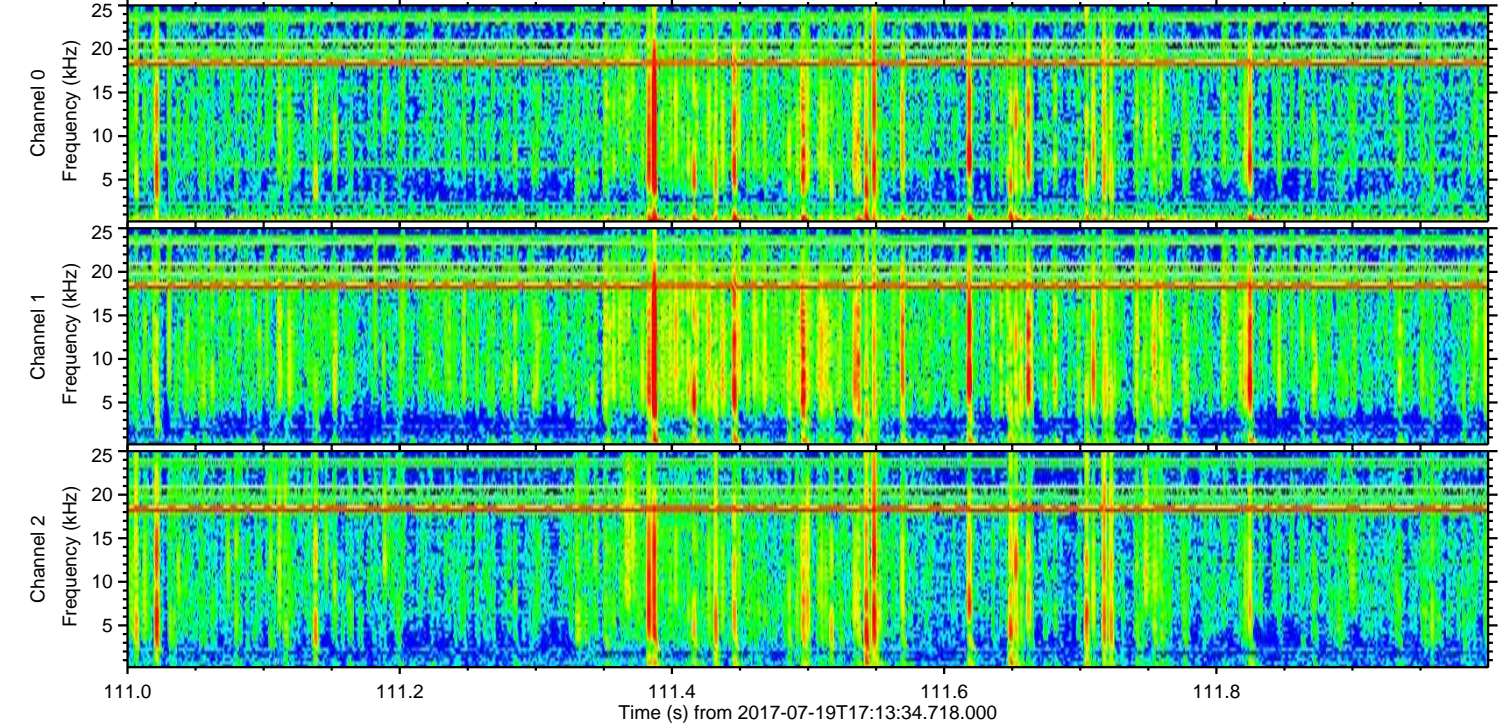 25
20
15
10
5
Channel 0
Frequency (kHz)
25
20
15
10
5
Channel 1
Frequency (kHz)
25
20
15
10
5
Channel 2
Frequency (kHz)
111.0 111.2 111.4 111.6 111.8
Time (s) from 2017-07-19T17:13:34.718.000